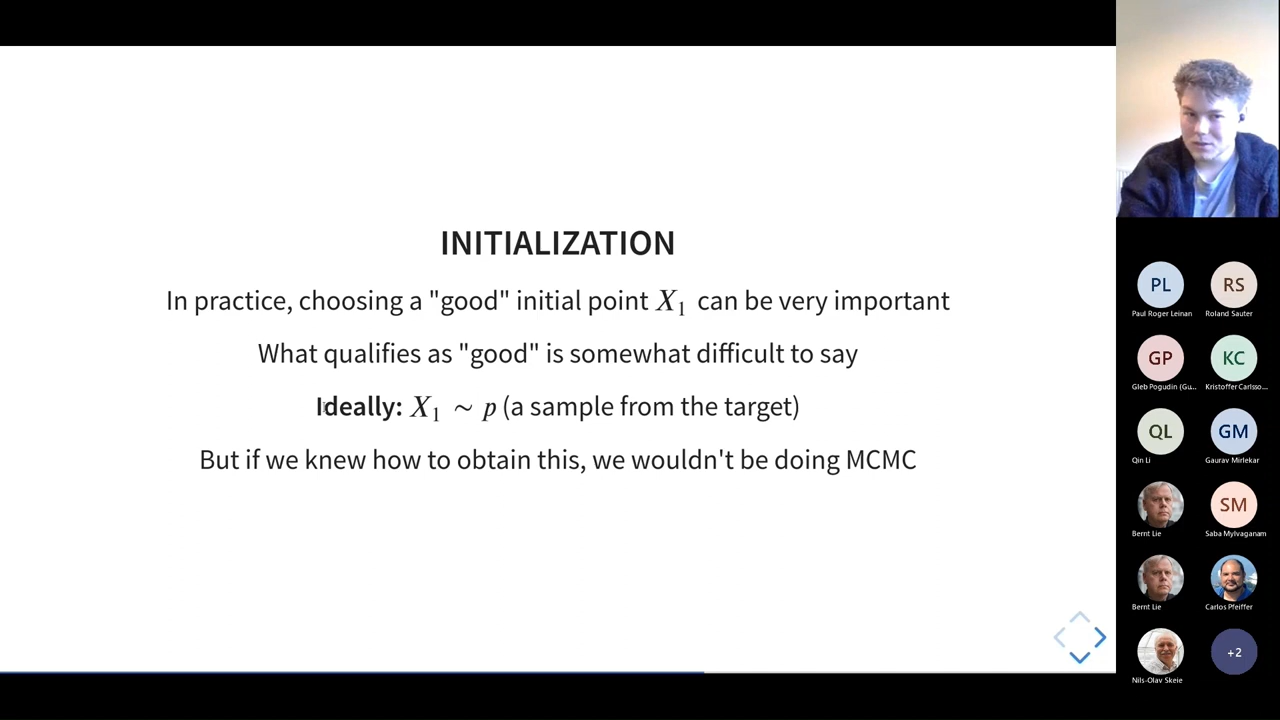 INITIALIZATION
In practice, choosing a "good" initial point X₁ can be very important
What qualifies as "good" is somewhat difficult to say
Ideally: X₁ ∼ p (a sample from the target)
But if we knew how to obtain this, we wouldn't be doing MCMC
PL RS
Paul Roger Leinan Roland Sauter
GP KC
Gleb Pogudin (Gu... Kristoffer Carlsso...
QL GM
Qin Li Gaurav Mirlekar
SM
Bernt Lie Saba Mylvaganam
Bernt Lie Carlos Pfeiffer
+2
Nils-Olav Skeie